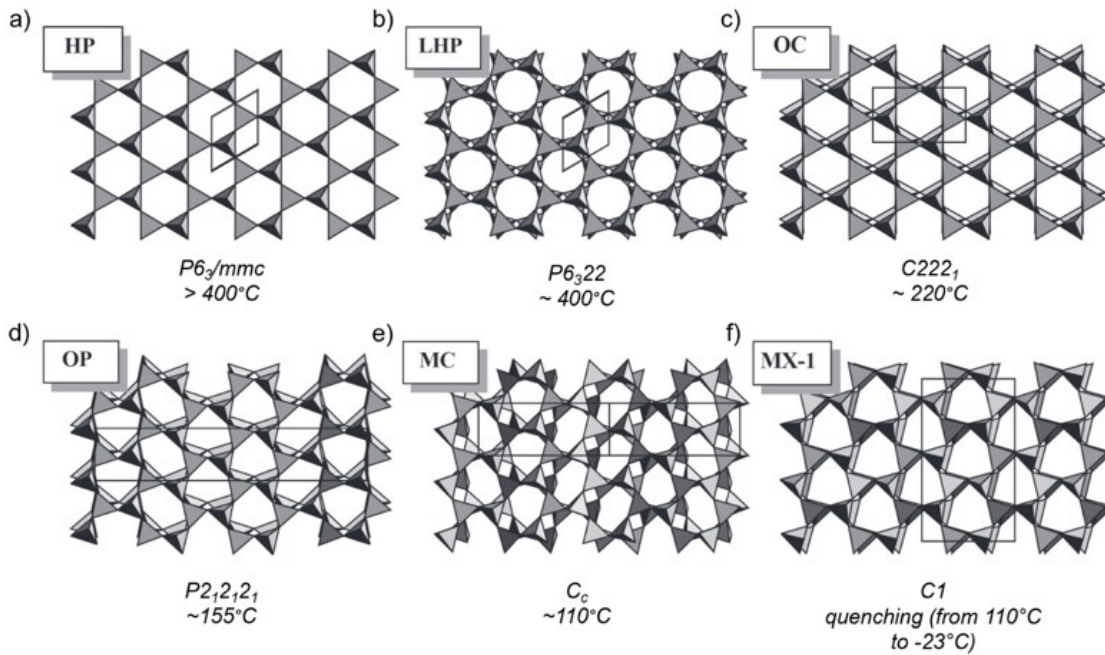 a)
HP
P6₃/mmc
> 400°C
b)
LHP
P6₃22
~ 400°C
c)
OC
C222₁
~ 220°C
d)
OP
P2₁2₁2₁
~155°C
e)
MC
C_c
~110°C
f)
MX-1
C1
quenching (from 110°C
to -23°C)